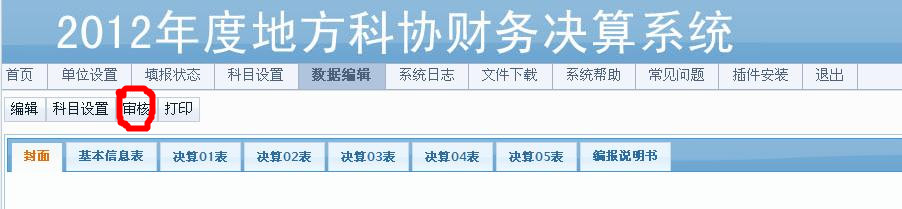 2012年度地方科协财务决算系统
首页 单位设置 填报状态 科目设置 数据编辑 系统日志 文件下载 系统帮助 常见问题 插件安装 退出
编辑 科目设置 审核 打印
封面 基本信息表 决算01表 决算02表 决算03表 决算04表 决算05表 编报说明书